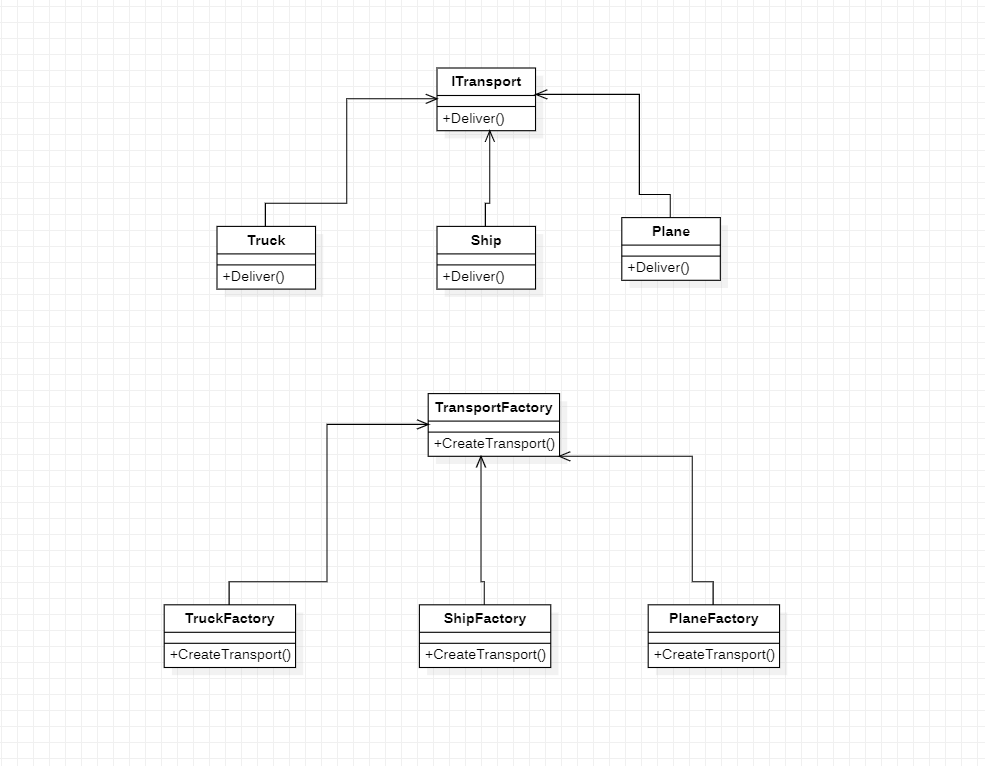 ITransport
+Deliver()
Truck
+Deliver()
Ship
+Deliver()
Plane
+Deliver()
TransportFactory
+CreateTransport()
TruckFactory
+CreateTransport()
ShipFactory
+CreateTransport()
PlaneFactory
+CreateTransport()